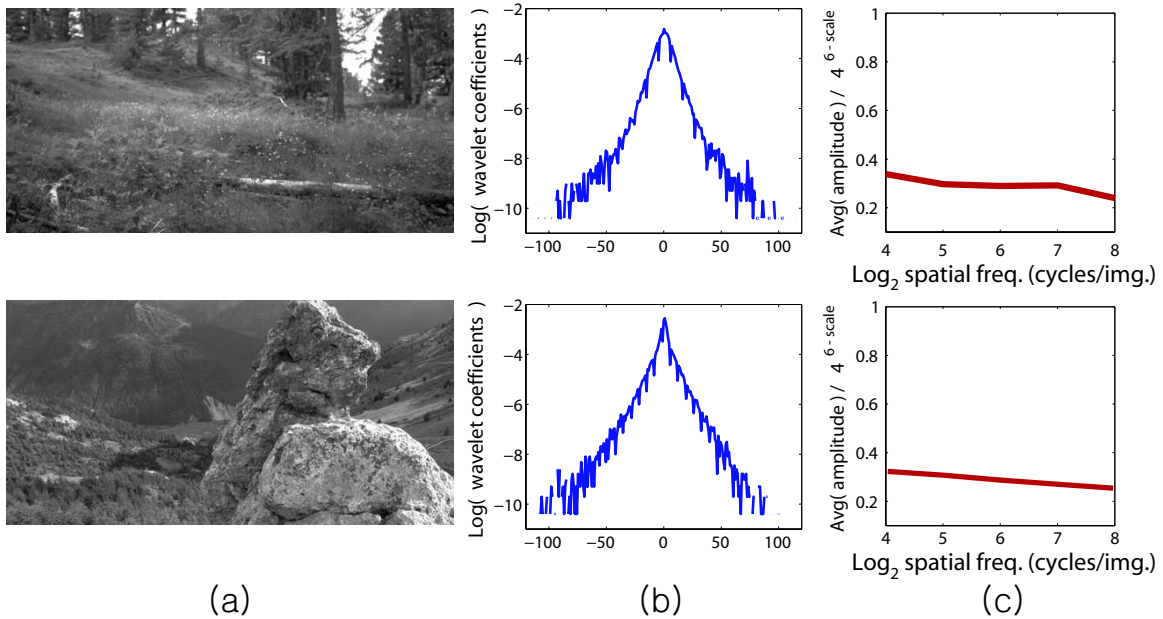 Log( wavelet coefficients )
−2
−4
−6
−8
−10
−100 −50 0 50 100
Avg( amplitude ) / 4^6-scale
1
0.8
0.6
0.4
0.2
4 5 6 7 8
Log₂ spatial freq. (cycles/img.)
Log( wavelet coefficients )
−2
−4
−6
−8
−10
−100 −50 0 50 100
Avg( amplitude ) / 4^6-scale
1
0.8
0.6
0.4
0.2
4 5 6 7 8
Log₂ spatial freq. (cycles/img.)
(a) (b) (c)